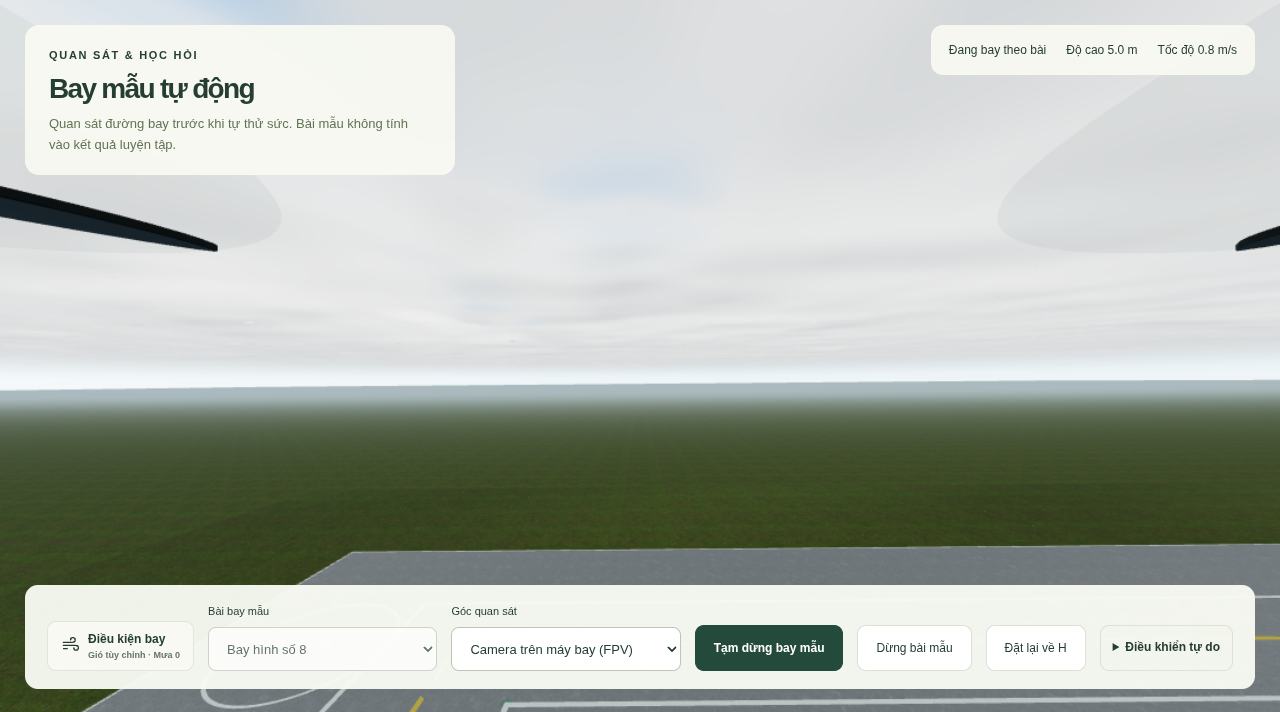 QUAN SÁT & HỌC HỎI
Bay mẫu tự động
Quan sát đường bay trước khi tự thử sức. Bài mẫu không tính
vào kết quả luyện tập.
Đang bay theo bài Độ cao 5.0 m Tốc độ 0.8 m/s
Điều kiện bay
Gió tùy chỉnh · Mưa 0
Bài bay mẫu
Bay hình số 8
Góc quan sát
Camera trên máy bay (FPV)
Tạm dừng bay mẫu
Dừng bài mẫu
Đặt lại về H
Điều khiển tự do